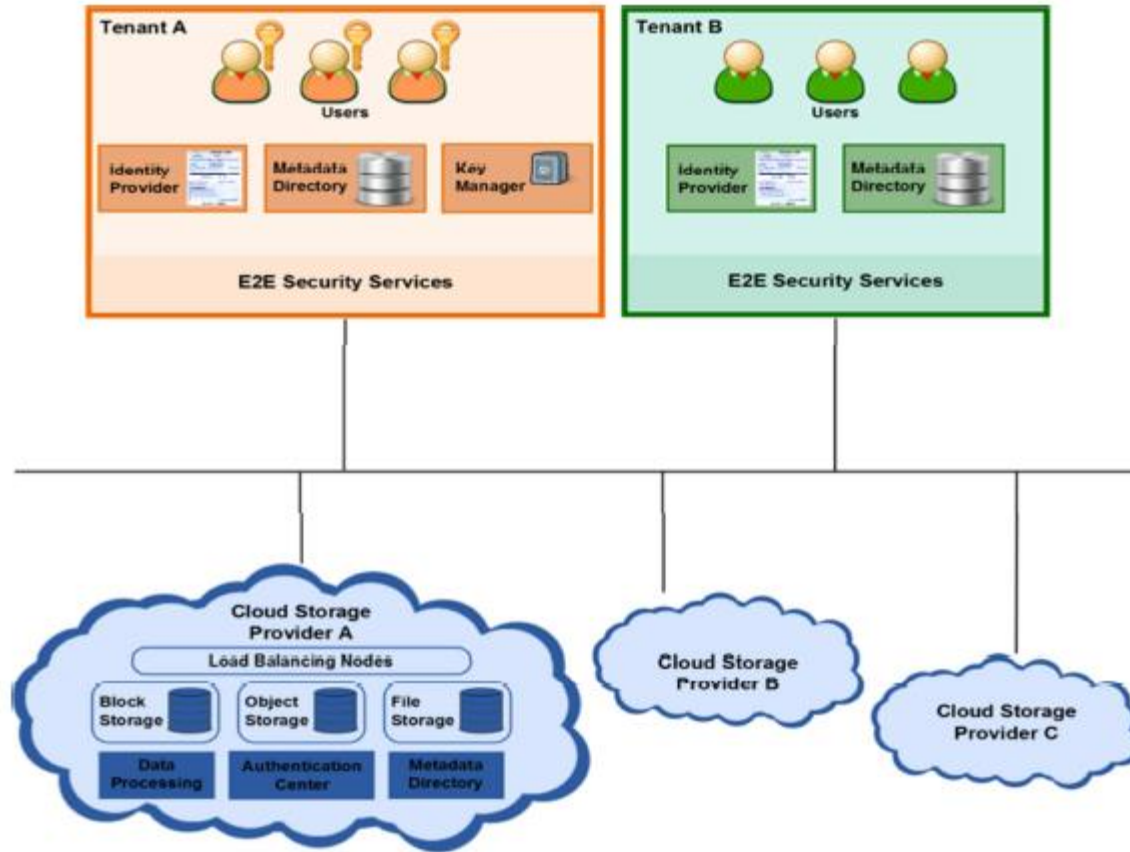 Tenant A
Users
Identity
Provider
Metadata
Directory
Key
Manager
E2E Security Services
Tenant B
Users
Identity
Provider
Metadata
Directory
E2E Security Services
Cloud Storage
Provider A
Load Balancing Nodes
Block
Storage
Object
Storage
File
Storage
Data
Processing
Authentication
Center
Metadata
Directory
Cloud Storage
Provider B
Cloud Storage
Provider C